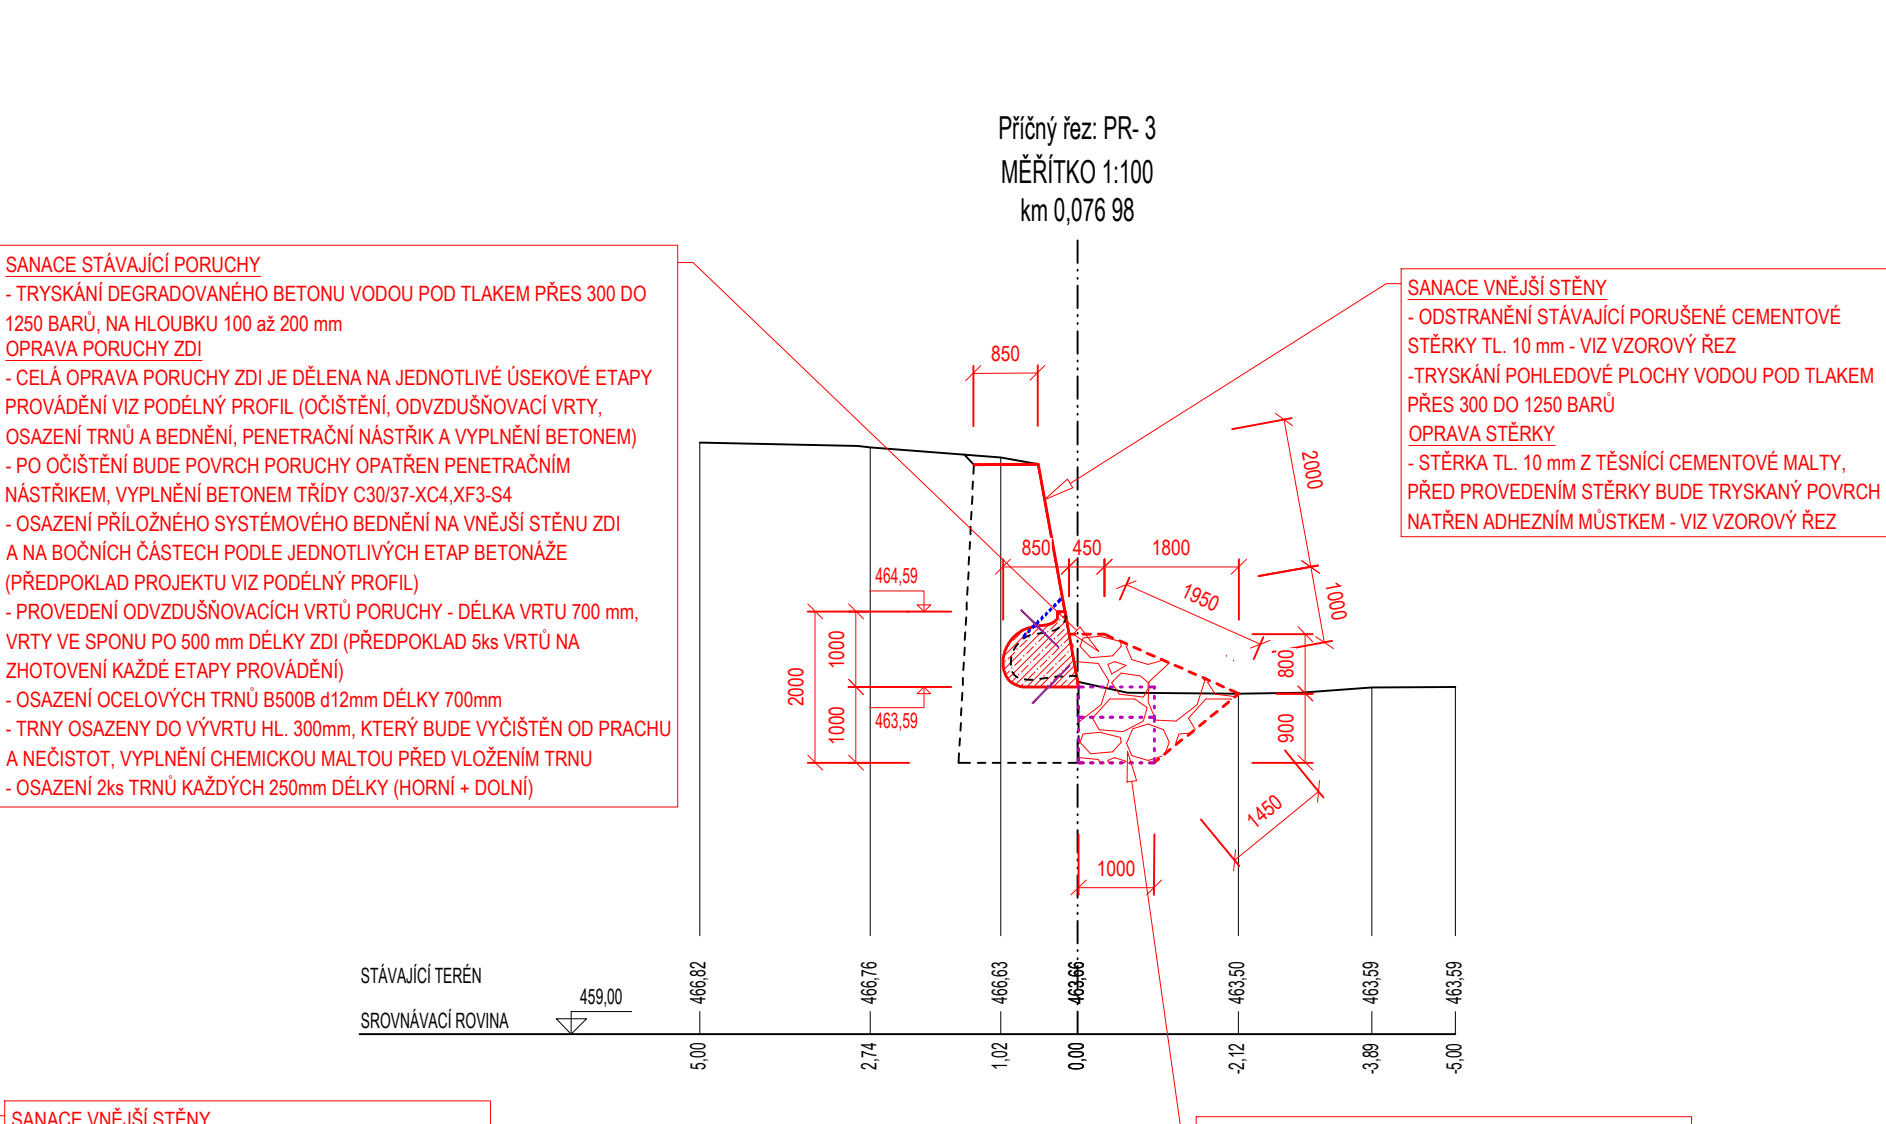 Příčný řez: PR- 3
MĚŘÍTKO 1:100
km 0,076 98
SANACE STÁVAJÍCÍ PORUCHY
- TRYSKÁNÍ DEGRADOVANÉHO BETONU VODOU POD TLAKEM PŘES 300 DO
1250 BARŮ, NA HLOUBKU 100 až 200 mm
OPRAVA PORUCHY ZDI
- CELÁ OPRAVA PORUCHY ZDI JE DĚLENA NA JEDNOTLIVÉ ÚSEKOVÉ ETAPY
PROVÁDĚNÍ VIZ PODÉLNÝ PROFIL (OČIŠTĚNÍ, ODVZDUŠŇOVACÍ VRTY,
OSAZENÍ TRNŮ A BEDNĚNÍ, PENETRAČNÍ NÁSTŘIK A VYPLNĚNÍ BETONEM)
- PO OČIŠTĚNÍ BUDE POVRCH PORUCHY OPATŘEN PENETRAČNÍM
NÁSTŘIKEM, VYPLNĚNÍ BETONEM TŘÍDY C30/37-XC4,XF3-S4
- OSAZENÍ PŘÍLOŽNÉHO SYSTÉMOVÉHO BEDNĚNÍ NA VNĚJŠÍ STĚNU ZDI
A NA BOČNÍCH ČÁSTECH PODLE JEDNOTLIVÝCH ETAP BETONÁŽE
(PŘEDPOKLAD PROJEKTU VIZ PODÉLNÝ PROFIL)
- PROVEDENÍ ODVZDUŠŇOVACÍCH VRTŮ PORUCHY - DÉLKA VRTU 700 mm,
VRTY VE SPONU PO 500 mm DÉLKY ZDI (PŘEDPOKLAD 5ks VRTŮ NA
ZHOTOVENÍ KAŽDÉ ETAPY PROVÁDĚNÍ)
- OSAZENÍ OCELOVÝCH TRNŮ B500B d12mm DÉLKY 700mm
- TRNY OSAZENY DO VÝVRTU HL. 300mm, KTERÝ BUDE VYČIŠTĚN OD PRACHU
A NEČISTOT, VYPLNĚNÍ CHEMICKOU MALTOU PŘED VLOŽENÍM TRNU
- OSAZENÍ 2ks TRNŮ KAŽDÝCH 250mm DÉLKY (HORNÍ + DOLNÍ)
SANACE VNĚJŠÍ STĚNY
- ODSTRANĚNÍ STÁVAJÍCÍ PORUŠENÉ CEMENTOVÉ
STĚRKY TL. 10 mm - VIZ VZOROVÝ ŘEZ
-TRYSKÁNÍ POHLEDOVÉ PLOCHY VODOU POD TLAKEM
PŘES 300 DO 1250 BARŮ
OPRAVA STĚRKY
- STĚRKA TL. 10 mm Z TĚSNÍCÍ CEMENTOVÉ MALTY,
PŘED PROVEDENÍM STĚRKY BUDE TRYSKANÝ POVRCH
NATŘEN ADHEZNÍM MŮSTKEM - VIZ VZOROVÝ ŘEZ
850
2000
850 450 1800
464,59
1950
1000
1000
800
2000
1000
463,59
900
1450
1000
STÁVAJÍCÍ TERÉN
466,82 466,76 466,63 463,66 463,50 463,59 463,59
459,00
SROVNÁVACÍ ROVINA
5,00 2,74 1,02 0,00 -2,12 -3,89 -5,00
SANACE VNĚJŠÍ STĚNY